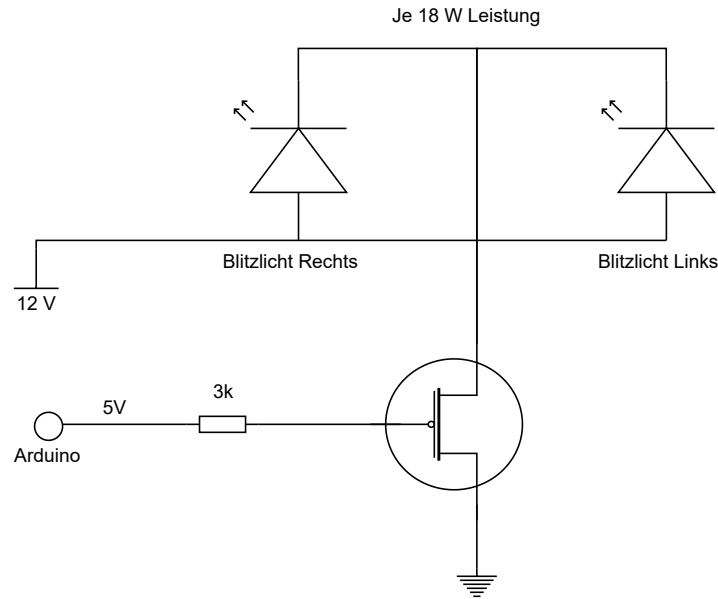 Je 18 W Leistung
Blitzlicht Rechts
Blitzlicht Links
12 V
3k
5V
Arduino